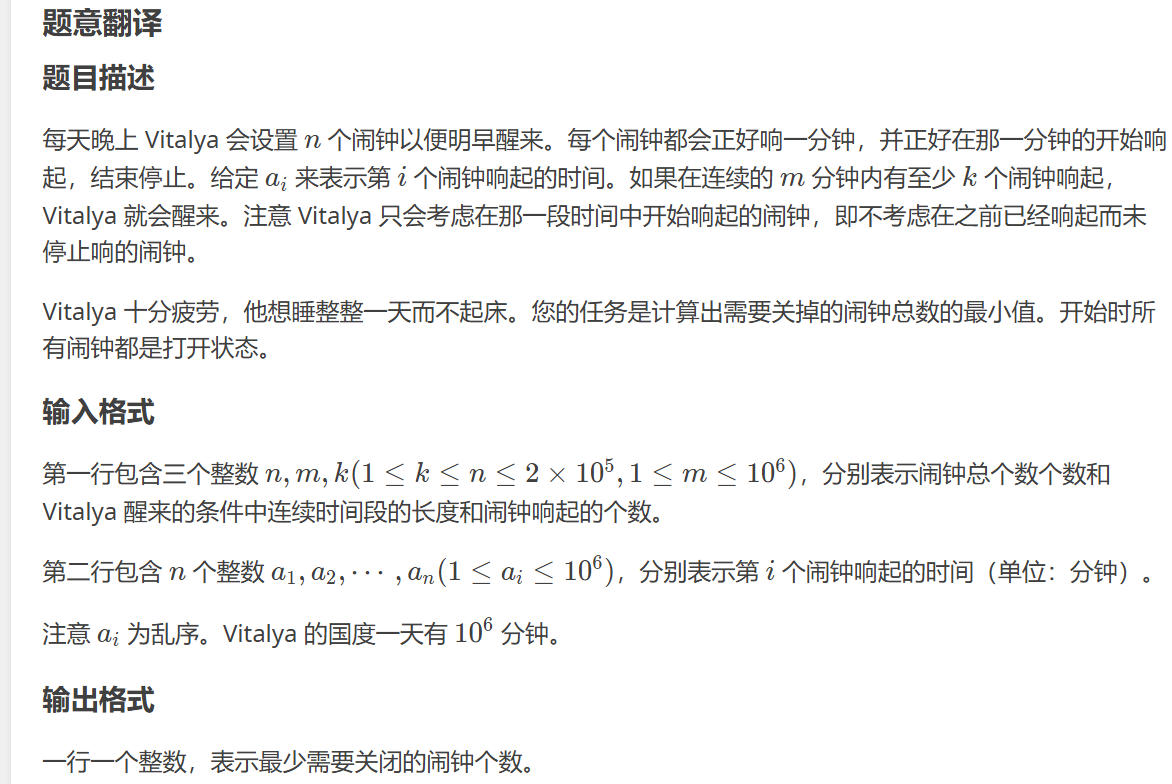 题意翻译
题目描述
每天晚上 Vitalya 会设置 n 个闹钟以便明早醒来。每个闹钟都会正好响一分钟，并正好在那一分钟的开始响
起，结束停止。给定 a_i 来表示第 i 个闹钟响起的时间。如果在连续的 m 分钟内有至少 k 个闹钟响起，
Vitalya 就会醒来。注意 Vitalya 只会考虑在那一段时间中开始响起的闹钟，即不考虑在之前已经响起而未
停止响的闹钟。
Vitalya 十分疲劳，他想睡整整一天而不起床。您的任务是计算出需要关掉的闹钟总数的最小值。开始时所
有闹钟都是打开状态。
输入格式
第一行包含三个整数 n, m, k(1 ≤ k ≤ n ≤ 2 × 10^5, 1 ≤ m ≤ 10^6)，分别表示闹钟总个数个数和
Vitalya 醒来的条件中连续时间段的长度和闹钟响起的个数。
第二行包含 n 个整数 a_1, a_2, ⋯ , a_n(1 ≤ a_i ≤ 10^6)，分别表示第 i 个闹钟响起的时间（单位：分钟）。
注意 a_i 为乱序。Vitalya 的国度一天有 10^6 分钟。
输出格式
一行一个整数，表示最少需要关闭的闹钟个数。